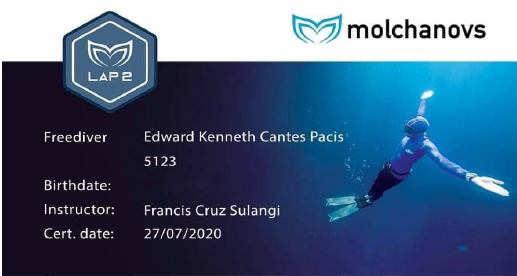 molchanovs
LAP 2
Freediver Edward Kenneth Cantes Pacis
5123
Birthdate:
Instructor: Francis Cruz Sulangi
Cert. date: 27/07/2020